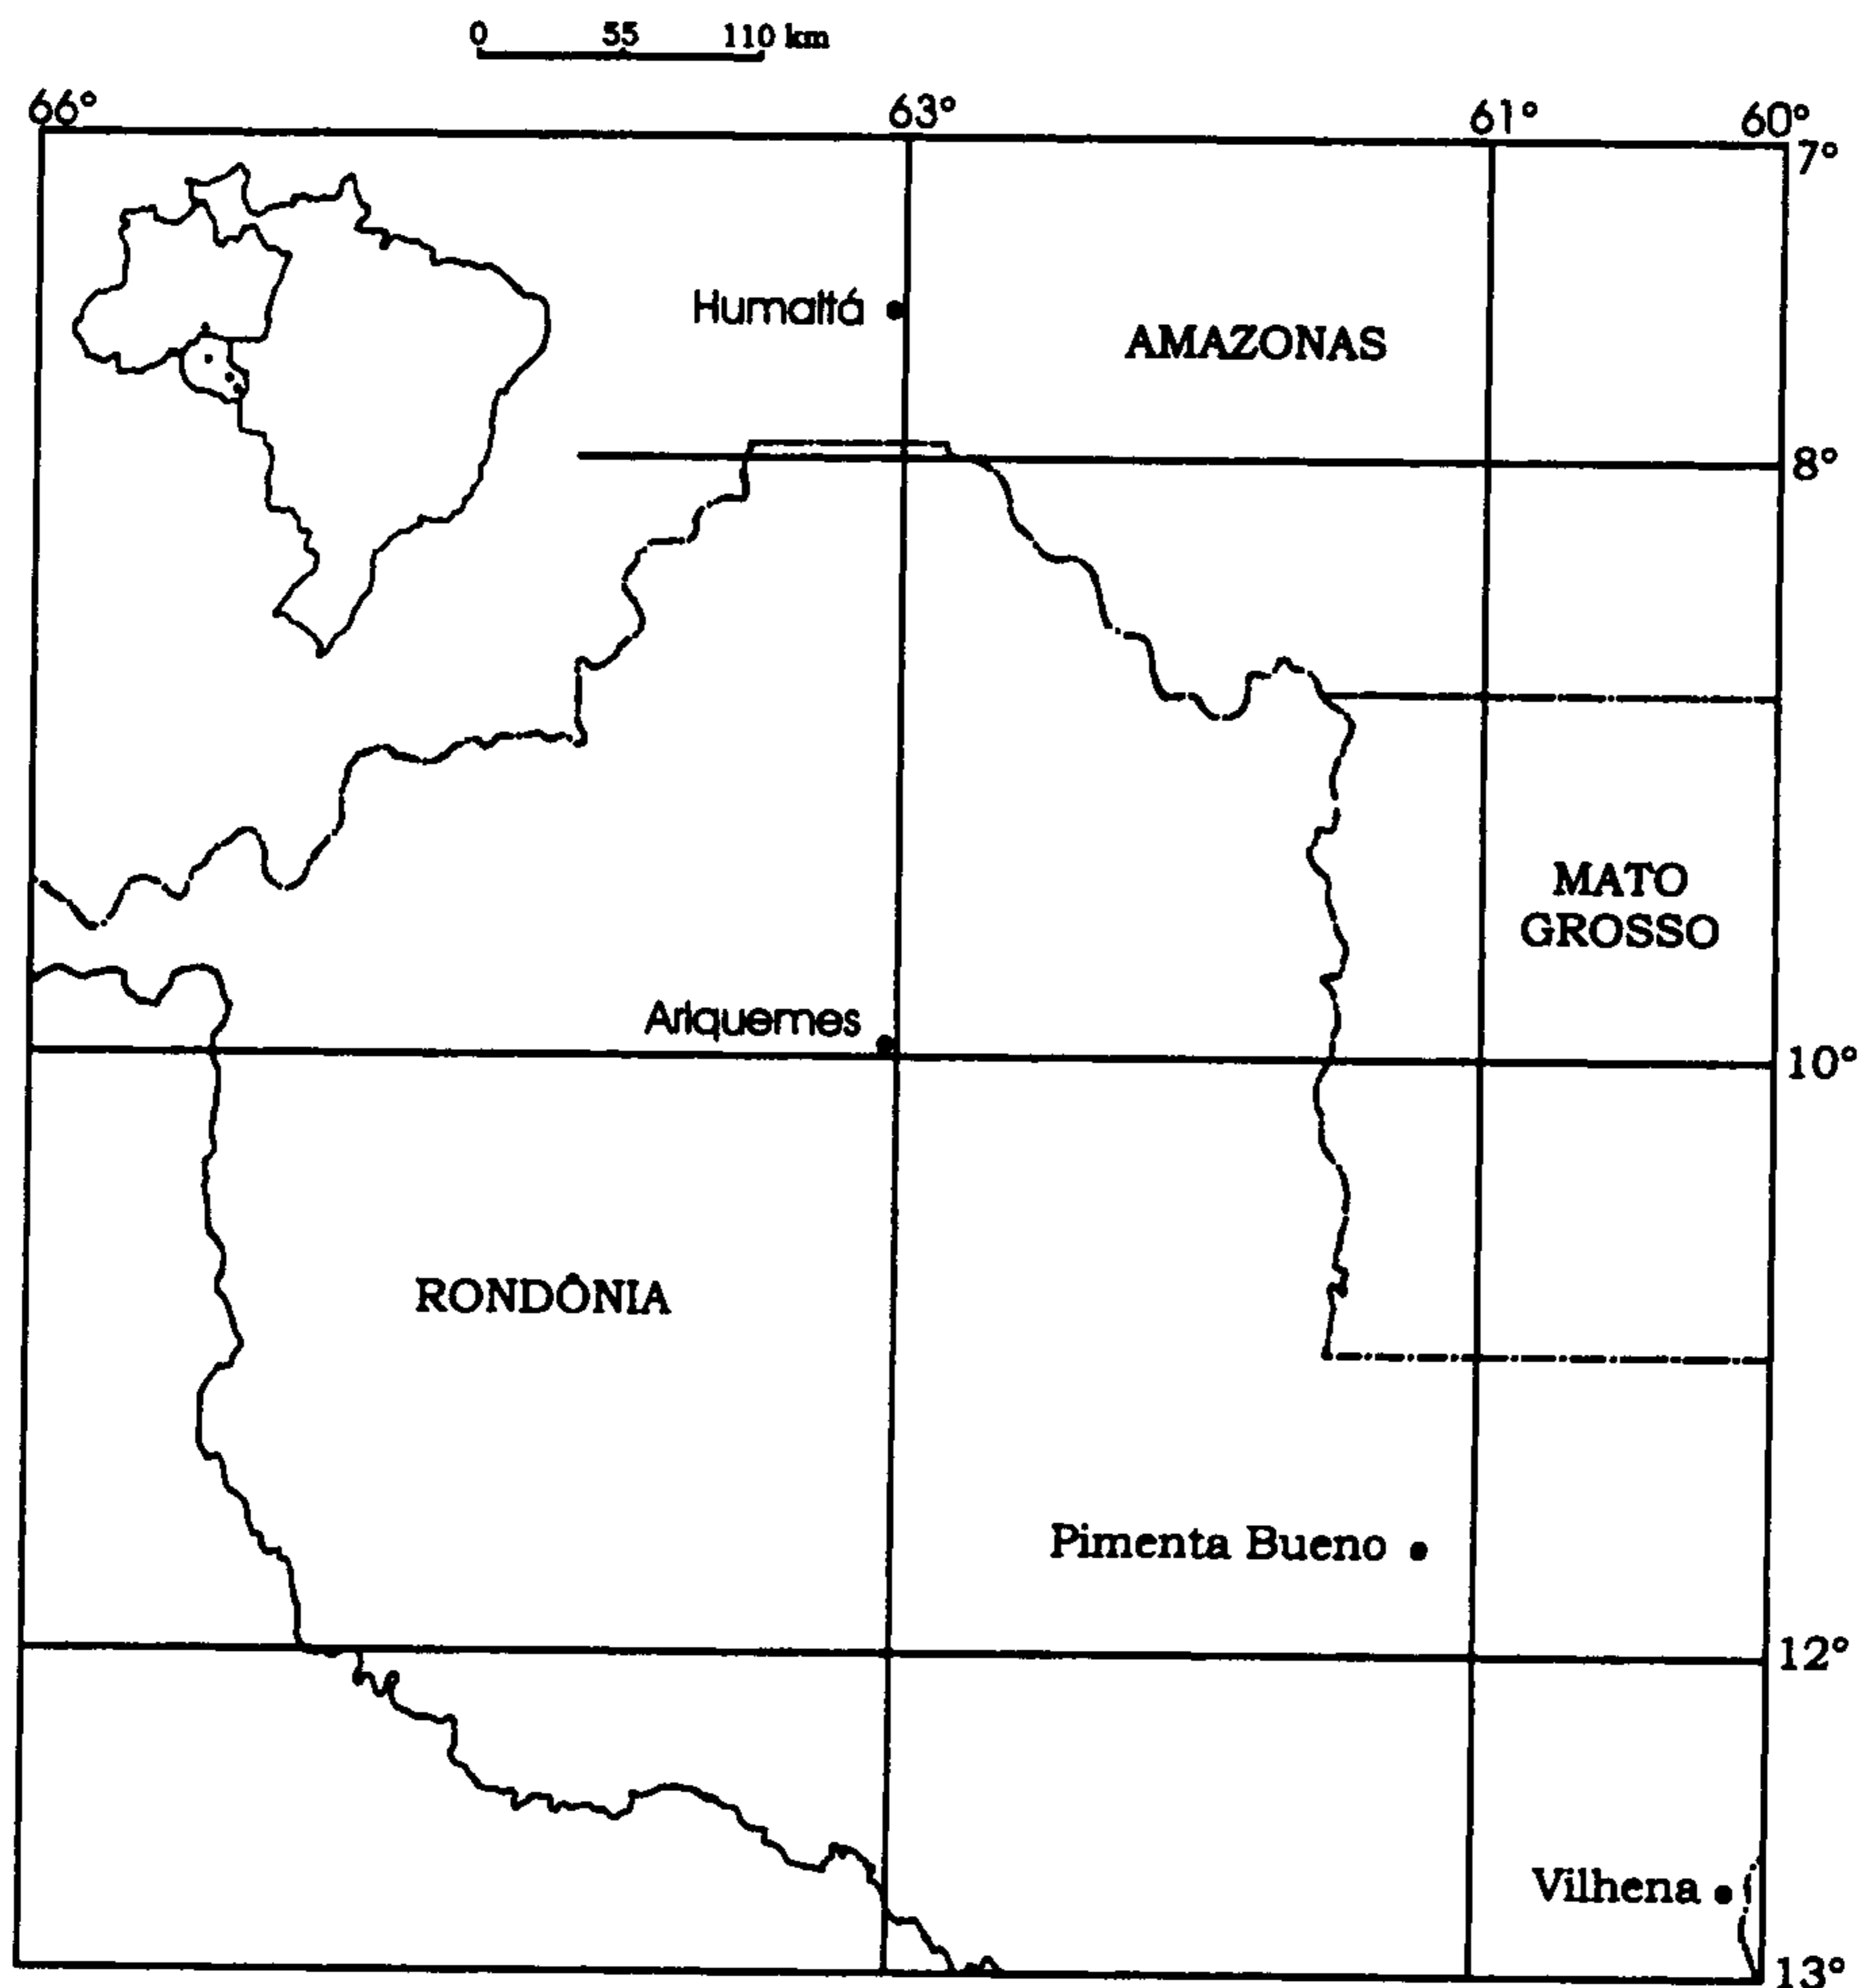 0 55 110 km
66° 63° 61° 60°
7°
Humaitá
AMAZONAS
8°
MATO
GROSSO
Ariquemes
10°
RONDÔNIA
Pimenta Bueno
12°
Vilhena
13°